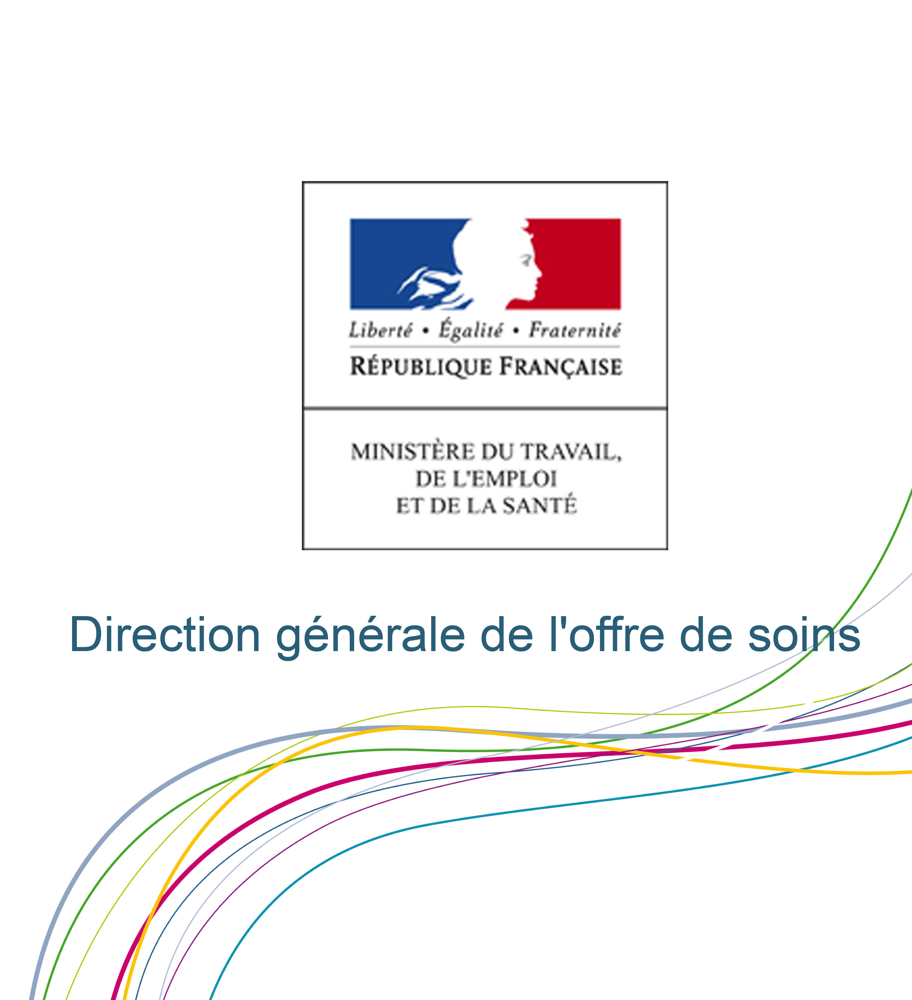 Liberté • Égalité • Fraternité
RÉPUBLIQUE FRANÇAISE
MINISTÈRE DU TRAVAIL,
DE L'EMPLOI
ET DE LA SANTÉ
Direction générale de l'offre de soins